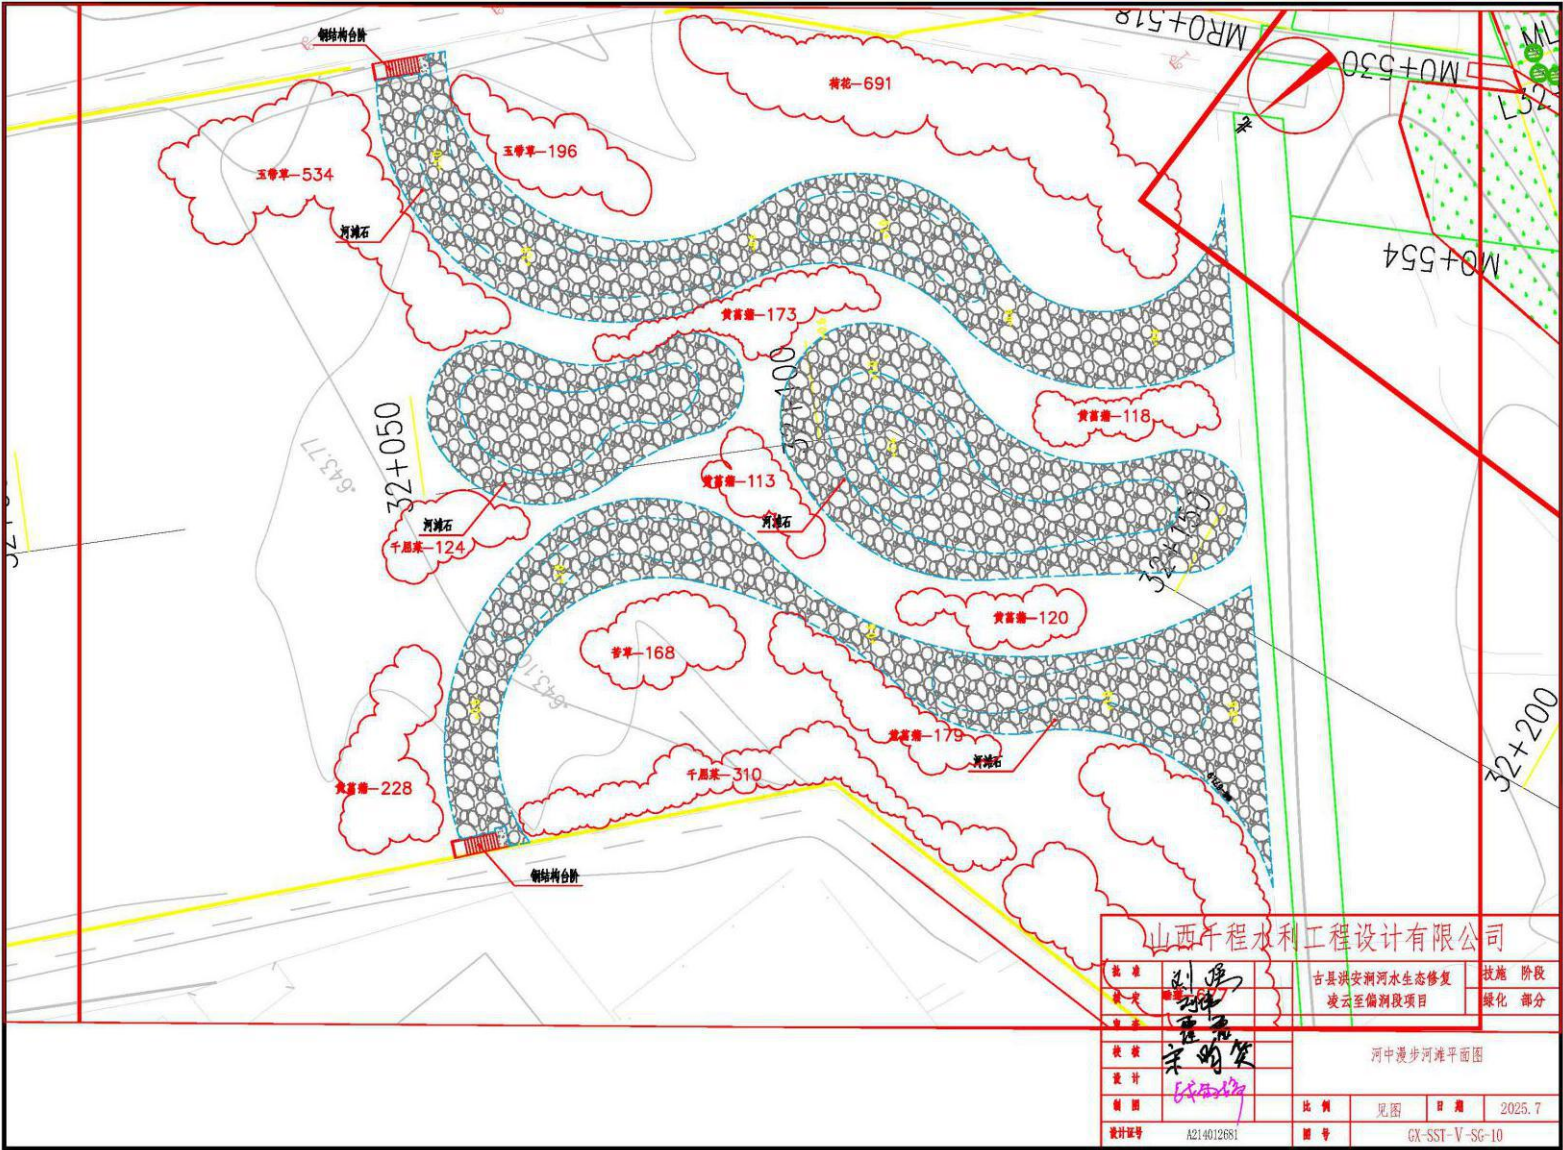 钢结构台阶
MR0+518
M0+530
荷花-691
玉带草-196
玉带草-534
河滩石
M0+554
黄菖蒲-173
32+100
32+050
黄菖蒲-118
643.77
黄菖蒲-113
河滩石
河滩石
千屈菜-124
32+150
黄菖蒲-120
苦草-168
643.10
32+200
黄菖蒲-179
河滩石
千屈菜-310
黄菖蒲-228
钢结构台阶
山西千程水利工程设计有限公司
批准
古县洪安涧河水生态修复
凌云至偏涧段项目
技施 阶段
核定
绿化 部分
审查
校核
河中漫步河滩平面图
设计
制图
比例
见图
日期
2025.7
设计证号
A214012681
图号
GX-SST-V-SG-10